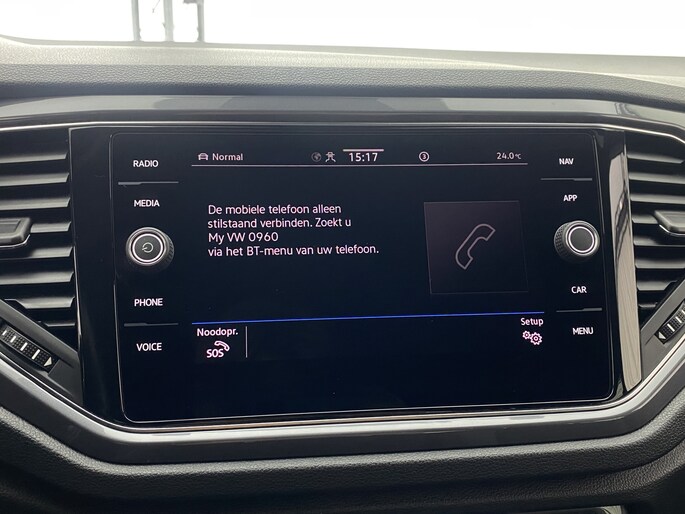 RADIO
MEDIA
PHONE
VOICE
Normal
15:17
3
24.0°C
De mobiele telefoon alleen
stilstaand verbinden. Zoekt u
My VW 0960
via het BT-menu van uw telefoon.
Noodopr.
SOS
Setup
NAV
APP
CAR
MENU